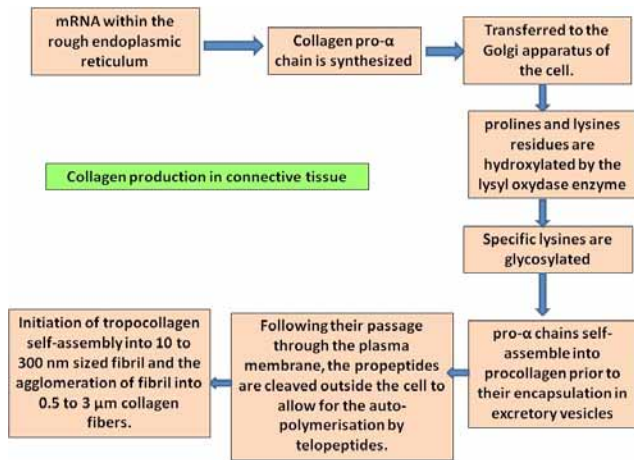 mRNA within the
rough endoplasmic
reticulum
Collagen pro-α
chain is synthesized
Transferred to the
Golgi apparatus of
the cell.
prolines and lysines
residues are
hydroxylated by the
lysyl oxydase enzyme
Collagen production in connective tissue
Specific lysines are
glycosylated
pro-α chains self-
assemble into
procollagen prior to
their encapsulation in
excretory vesicles
Following their passage
through the plasma
membrane, the propeptides
are cleaved outside the cell to
allow for the auto-
polymerisation by
telopeptides.
Initiation of tropocollagen
self-assembly into 10 to
300 nm sized fibril and the
agglomeration of fibril into
0.5 to 3 μm collagen
fibers.